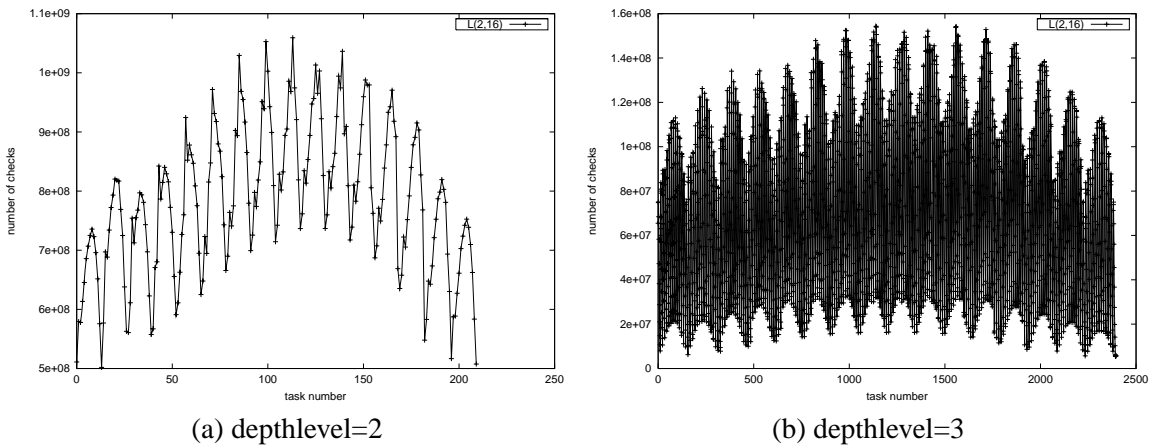 1.1e+09
1e+09
9e+08
8e+08
7e+08
6e+08
5e+08
number of checks
0
50
100
150
200
250
task number
L(2,16)
(a) depthlevel=2
1.6e+08
1.4e+08
1.2e+08
1e+08
8e+07
6e+07
4e+07
2e+07
0
number of checks
0
500
1000
1500
2000
2500
task number
L(2,16)
(b) depthlevel=3